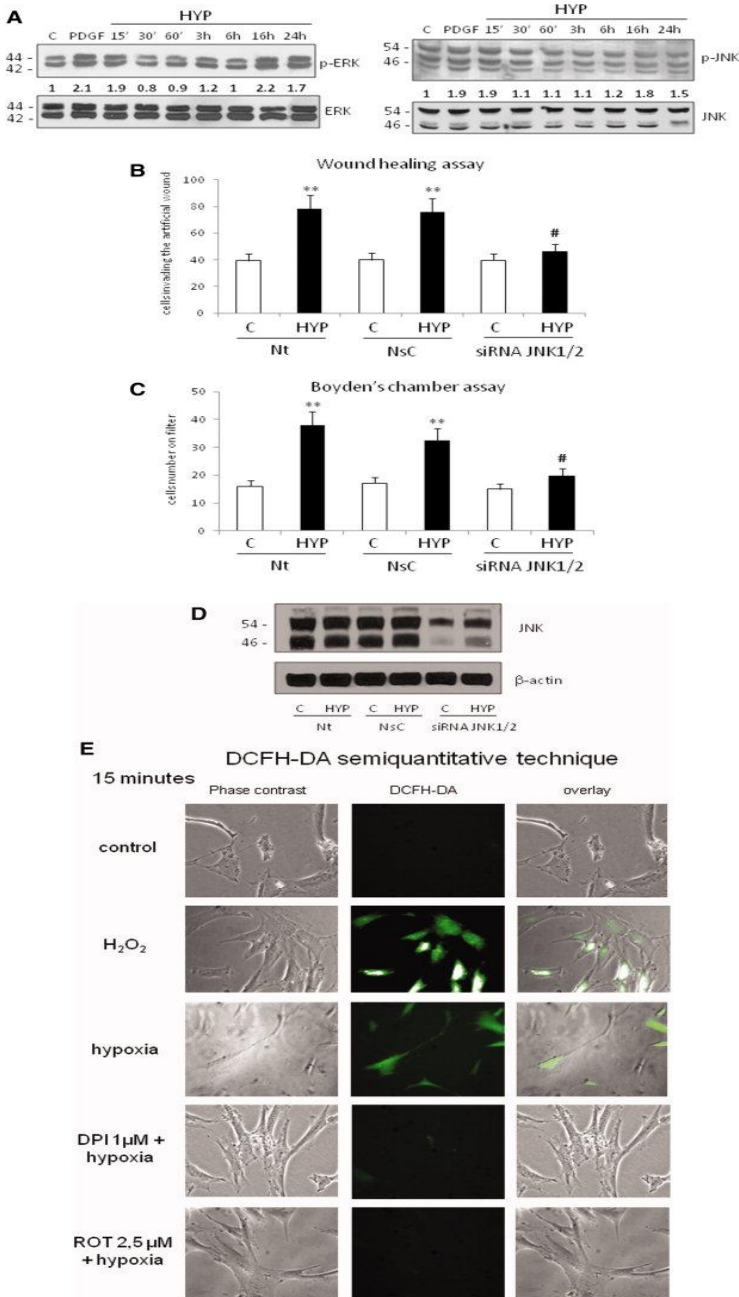 A
HYP HYP
C PDGF 15' 30' 60' 3h 6h 16h 24h
C PDGF 15' 30' 60' 3h 6h 16h 24h
44 -
42 -
p-ERK
54 -
46 -
p-JNK
1 2.1 1.9 0.8 0.9 1.2 1 2.2 1.7
1 1.9 1.9 1.1 1.1 1.1 1.2 1.8 1.5
44 -
42 -
ERK
54 -
46 -
JNK
B
Wound healing assay
cells invading the artificial wound
100
80
60
40
20
0
** ** #
C HYP C HYP C HYP
Nt NsC siRNA JNK1/2
C
Boyden's chamber assay
cells number on filter
50
40
30
20
10
0
** ** #
C HYP C HYP C HYP
Nt NsC siRNA JNK1/2
D
54 -
46 -
JNK
β-actin
C HYP C HYP C HYP
Nt NsC siRNA JNK1/2
E
DCFH-DA semiquantitative technique
15 minutes
Phase contrast DCFH-DA overlay
control
H₂O₂
hypoxia
DPI 1µM +
hypoxia
ROT 2,5 µM
+ hypoxia